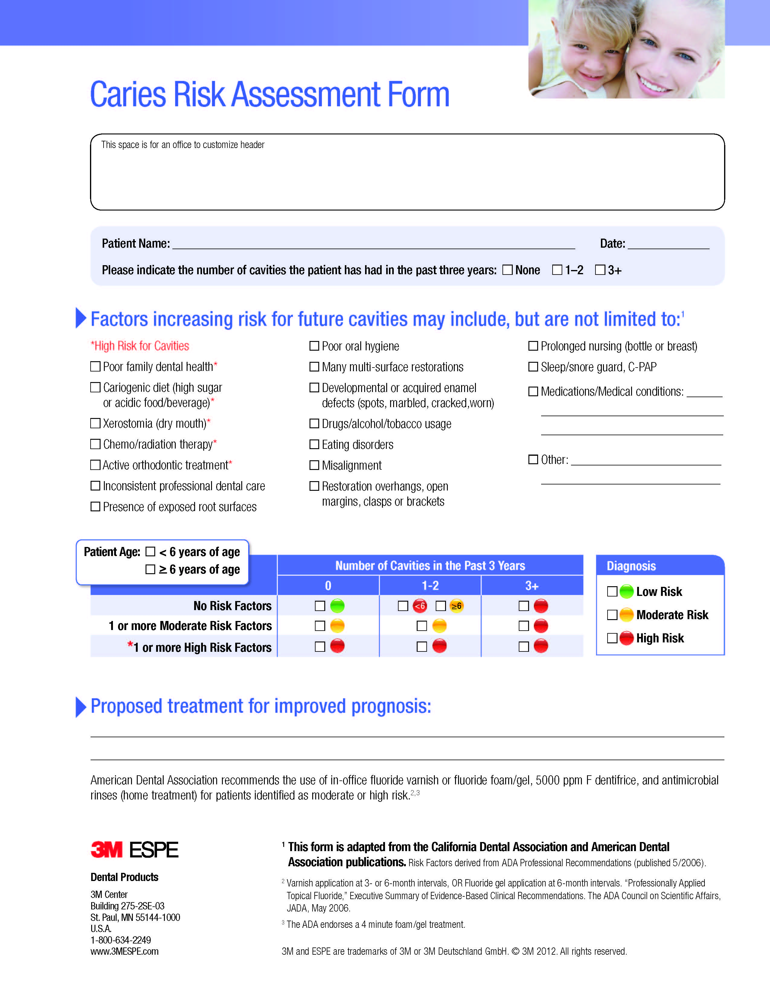 Caries Risk Assessment Form
This space is for an office to customize header
Patient Name: Date:
Please indicate the number of cavities the patient has had in the past three years: None 1–2 3+
Factors increasing risk for future cavities may include, but are not limited to:1
*High Risk for Cavities
Poor family dental health*
Cariogenic diet (high sugar
or acidic food/beverage)*
Xerostomia (dry mouth)*
Chemo/radiation therapy*
Active orthodontic treatment*
Inconsistent professional dental care
Presence of exposed root surfaces
Poor oral hygiene
Many multi-surface restorations
Developmental or acquired enamel
defects (spots, marbled, cracked,worn)
Drugs/alcohol/tobacco usage
Eating disorders
Misalignment
Restoration overhangs, open
margins, clasps or brackets
Prolonged nursing (bottle or breast)
Sleep/snore guard, C-PAP
Medications/Medical conditions:
Other:
Patient Age: < 6 years of age
≥ 6 years of age
Number of Cavities in the Past 3 Years
0 1-2 3+
No Risk Factors <6 ≥6
1 or more Moderate Risk Factors
*1 or more High Risk Factors
Diagnosis
Low Risk
Moderate Risk
High Risk
Proposed treatment for improved prognosis:
American Dental Association recommends the use of in-office fluoride varnish or fluoride foam/gel, 5000 ppm F dentifrice, and antimicrobial
rinses (home treatment) for patients identified as moderate or high risk.2,3
3M ESPE
Dental Products
3M Center
Building 275-2SE-03
St. Paul, MN 55144-1000
U.S.A.
1-800-634-2249
www.3MESPE.com
1 This form is adapted from the California Dental Association and American Dental
Association publications. Risk Factors derived from ADA Professional Recommendations (published 5/2006).
2 Varnish application at 3- or 6-month intervals, OR Fluoride gel application at 6-month intervals. “Professionally Applied
Topical Fluoride,” Executive Summary of Evidence-Based Clinical Recommendations. The ADA Council on Scientific Affairs,
JADA, May 2006.
3 The ADA endorses a 4 minute foam/gel treatment.
3M and ESPE are trademarks of 3M or 3M Deutschland GmbH. © 3M 2012. All rights reserved.